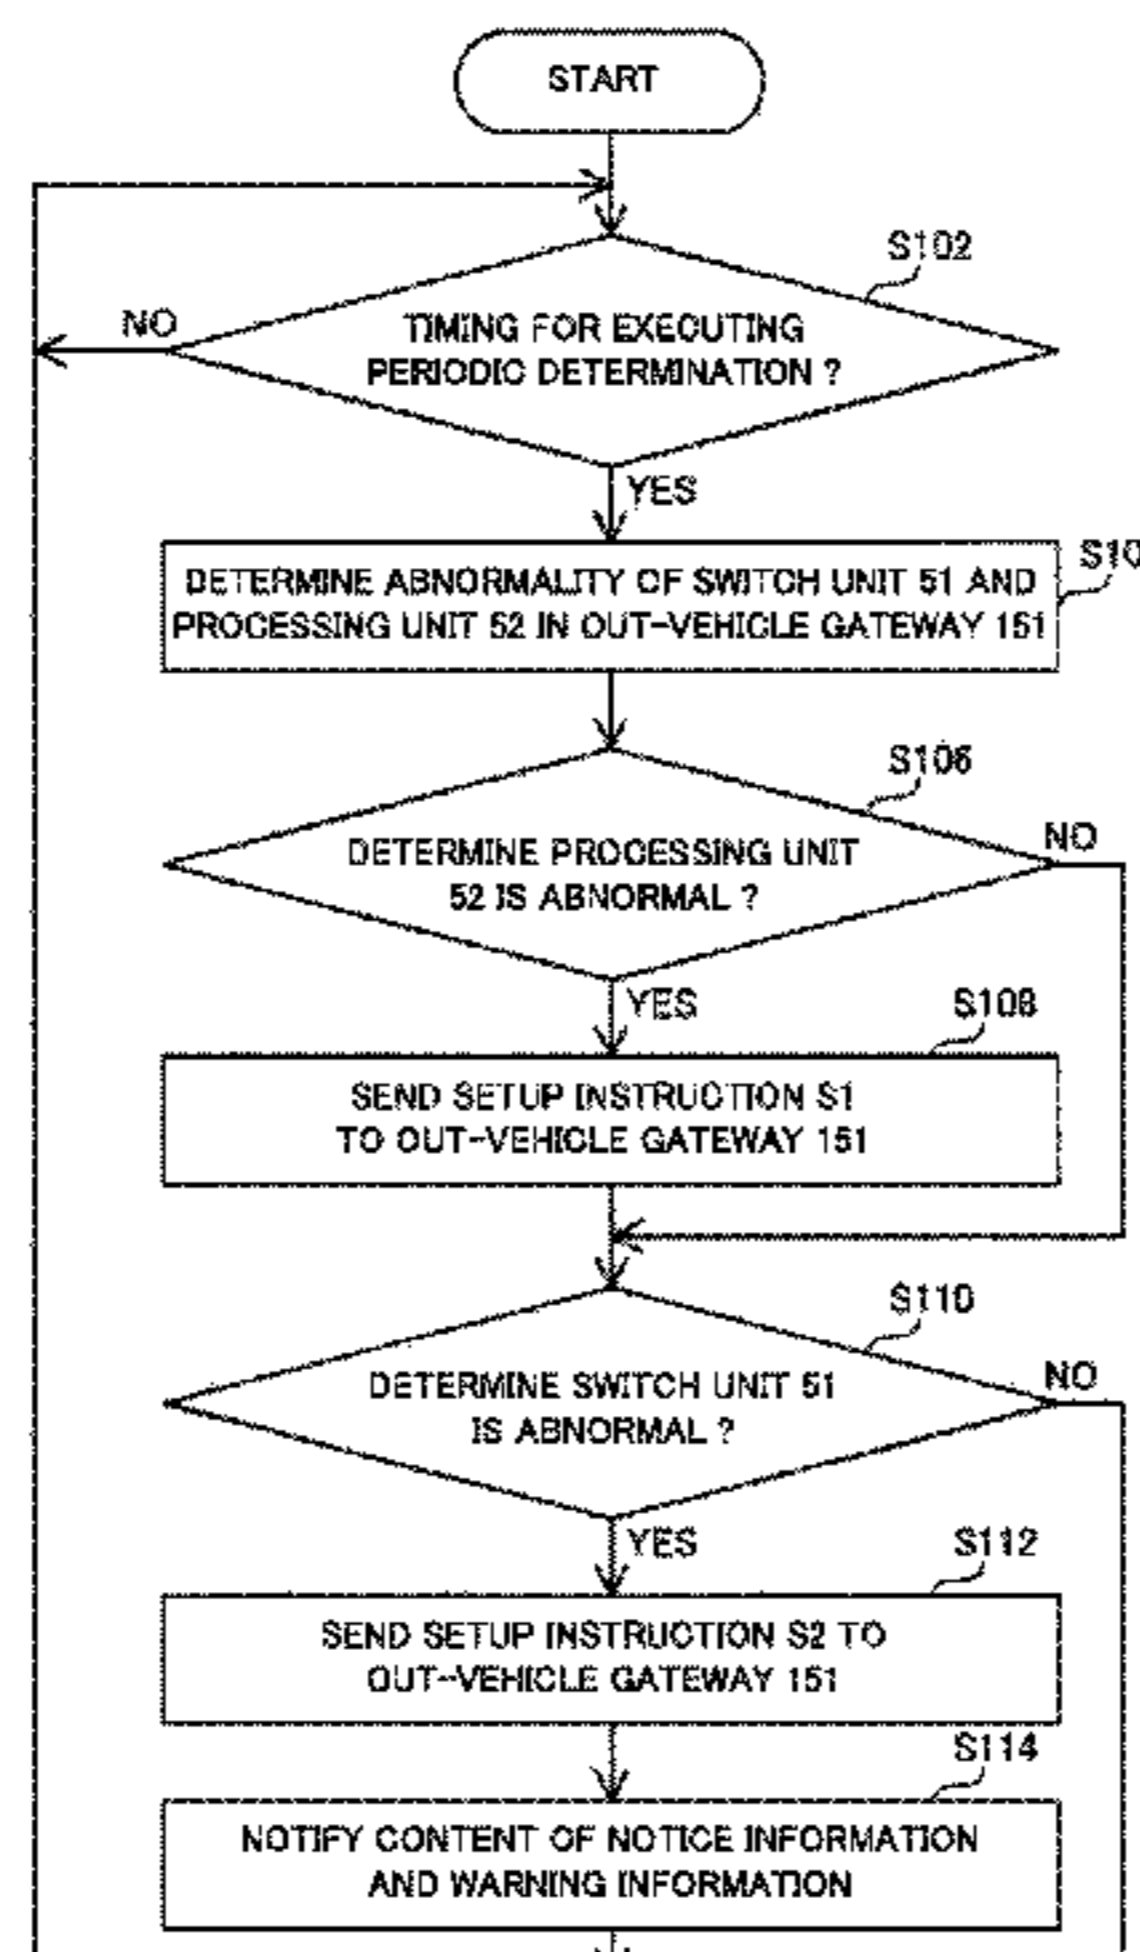 START
S102
NO
TIMING FOR EXECUTING
PERIODIC DETERMINATION ?
YES
S10
DETERMINE ABNORMALITY OF SWITCH UNIT 51 AND
PROCESSING UNIT 52 IN OUT-VEHICLE GATEWAY 151
S106
NO
DETERMINE PROCESSING UNIT
52 IS ABNORMAL ?
YES
S108
SEND SETUP INSTRUCTION S1
TO OUT-VEHICLE GATEWAY 151
S110
NO
DETERMINE SWITCH UNIT 51
IS ABNORMAL ?
YES
S112
SEND SETUP INSTRUCTION S2 TO
OUT-VEHICLE GATEWAY 151
S114
NOTIFY CONTENT OF NOTICE INFORMATION
AND WARNING INFORMATION